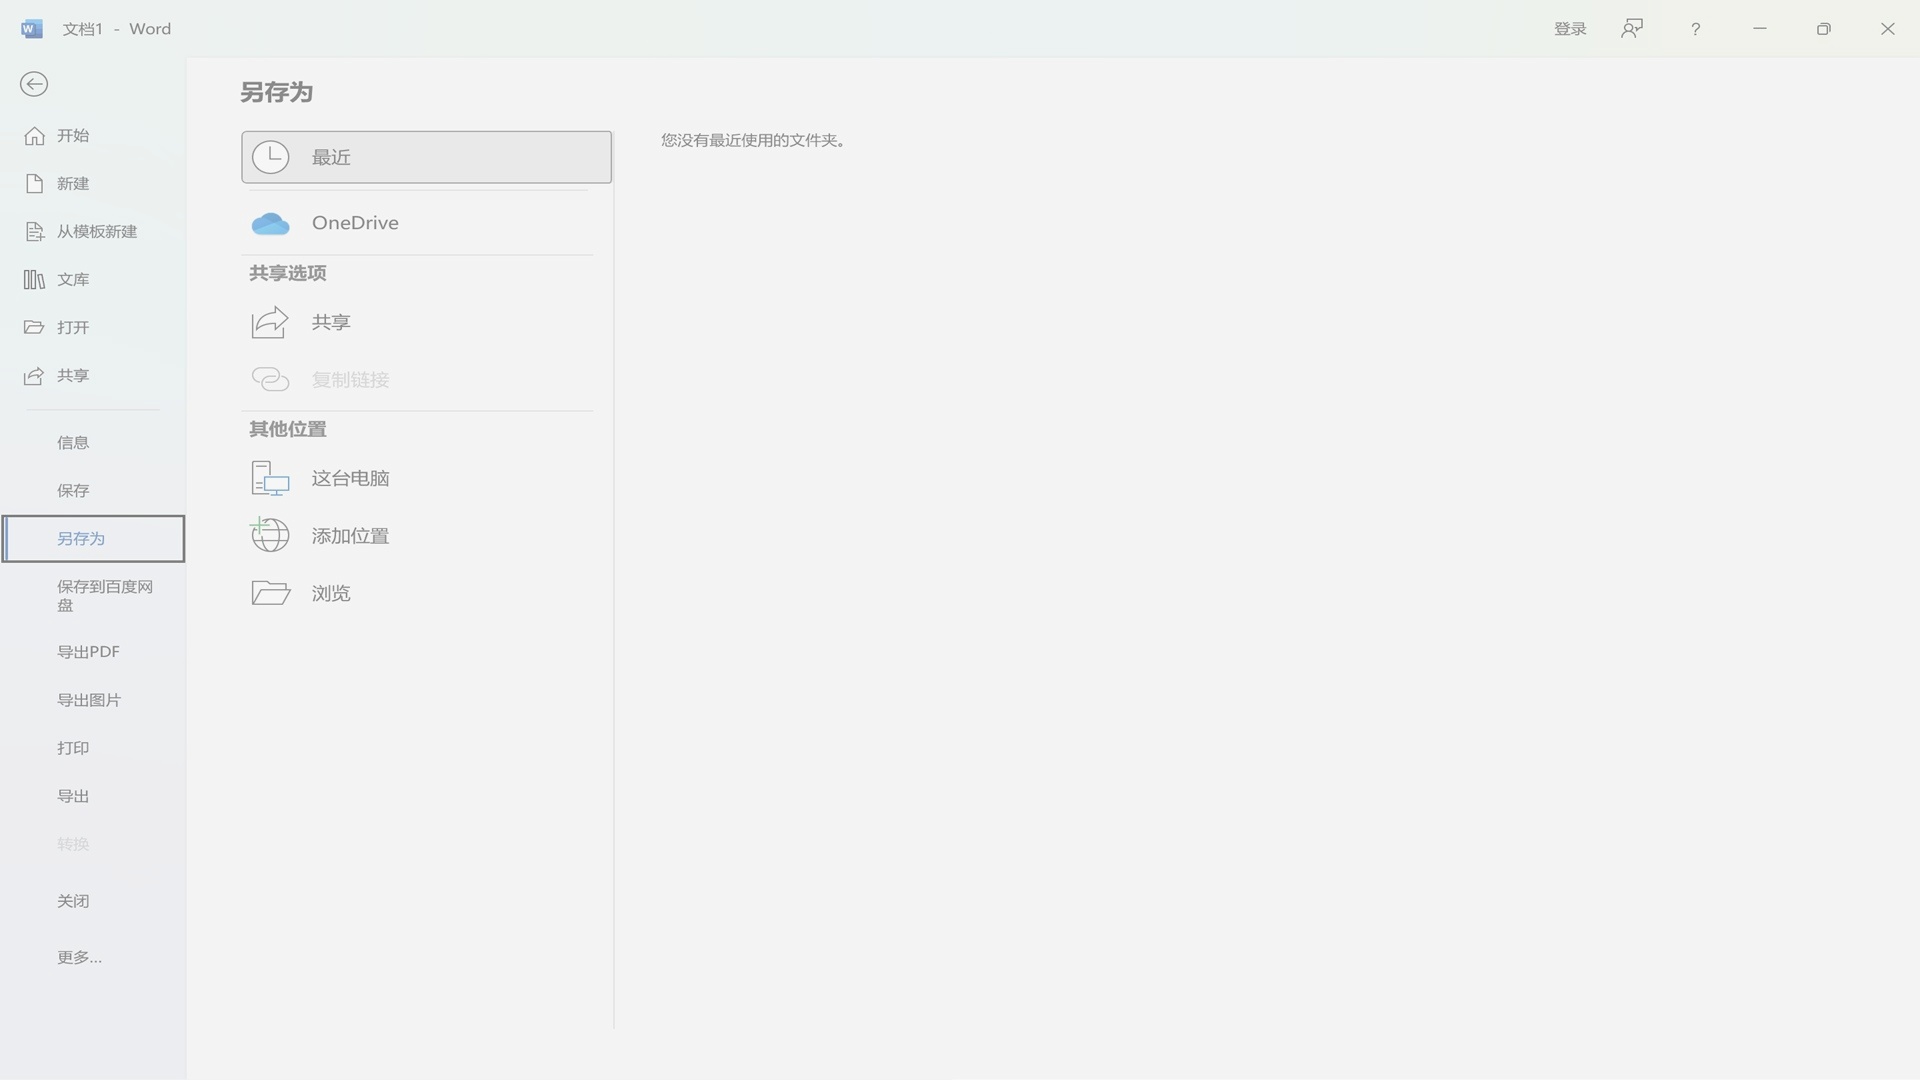 文档1 - Word
登录
开始
新建
从模板新建
文库
打开
共享
信息
保存
另存为
保存到百度网
盘
导出PDF
导出图片
打印
导出
转换
关闭
更多...
另存为
最近
OneDrive
共享选项
共享
复制链接
其他位置
这台电脑
添加位置
浏览
您没有最近使用的文件夹。